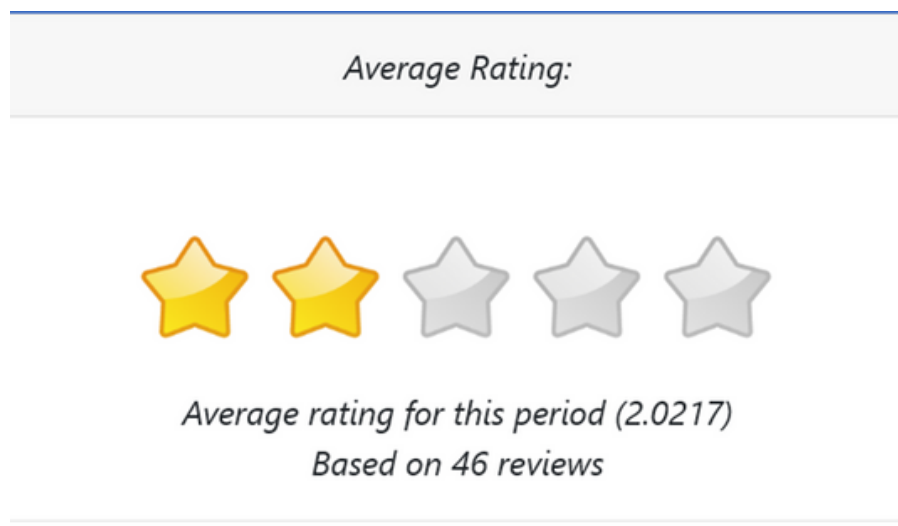 Average Rating:
Average rating for this period (2.0217)
Based on 46 reviews